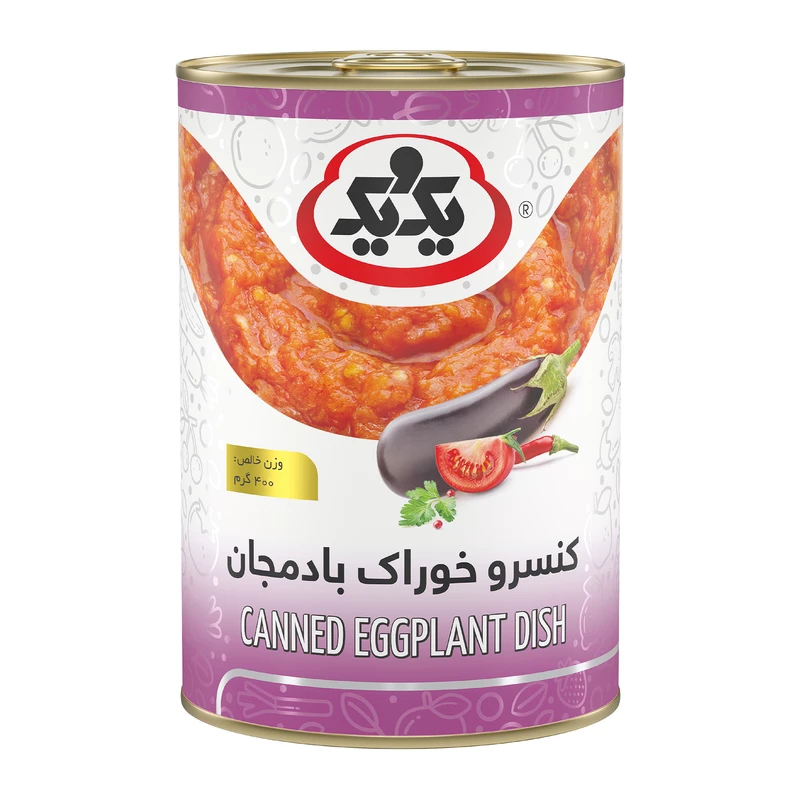 یک‌و‌یک
®
وزن خالص:
۴۰۰ گرم
کنسرو خوراک بادمجان
CANNED EGGPLANT DISH